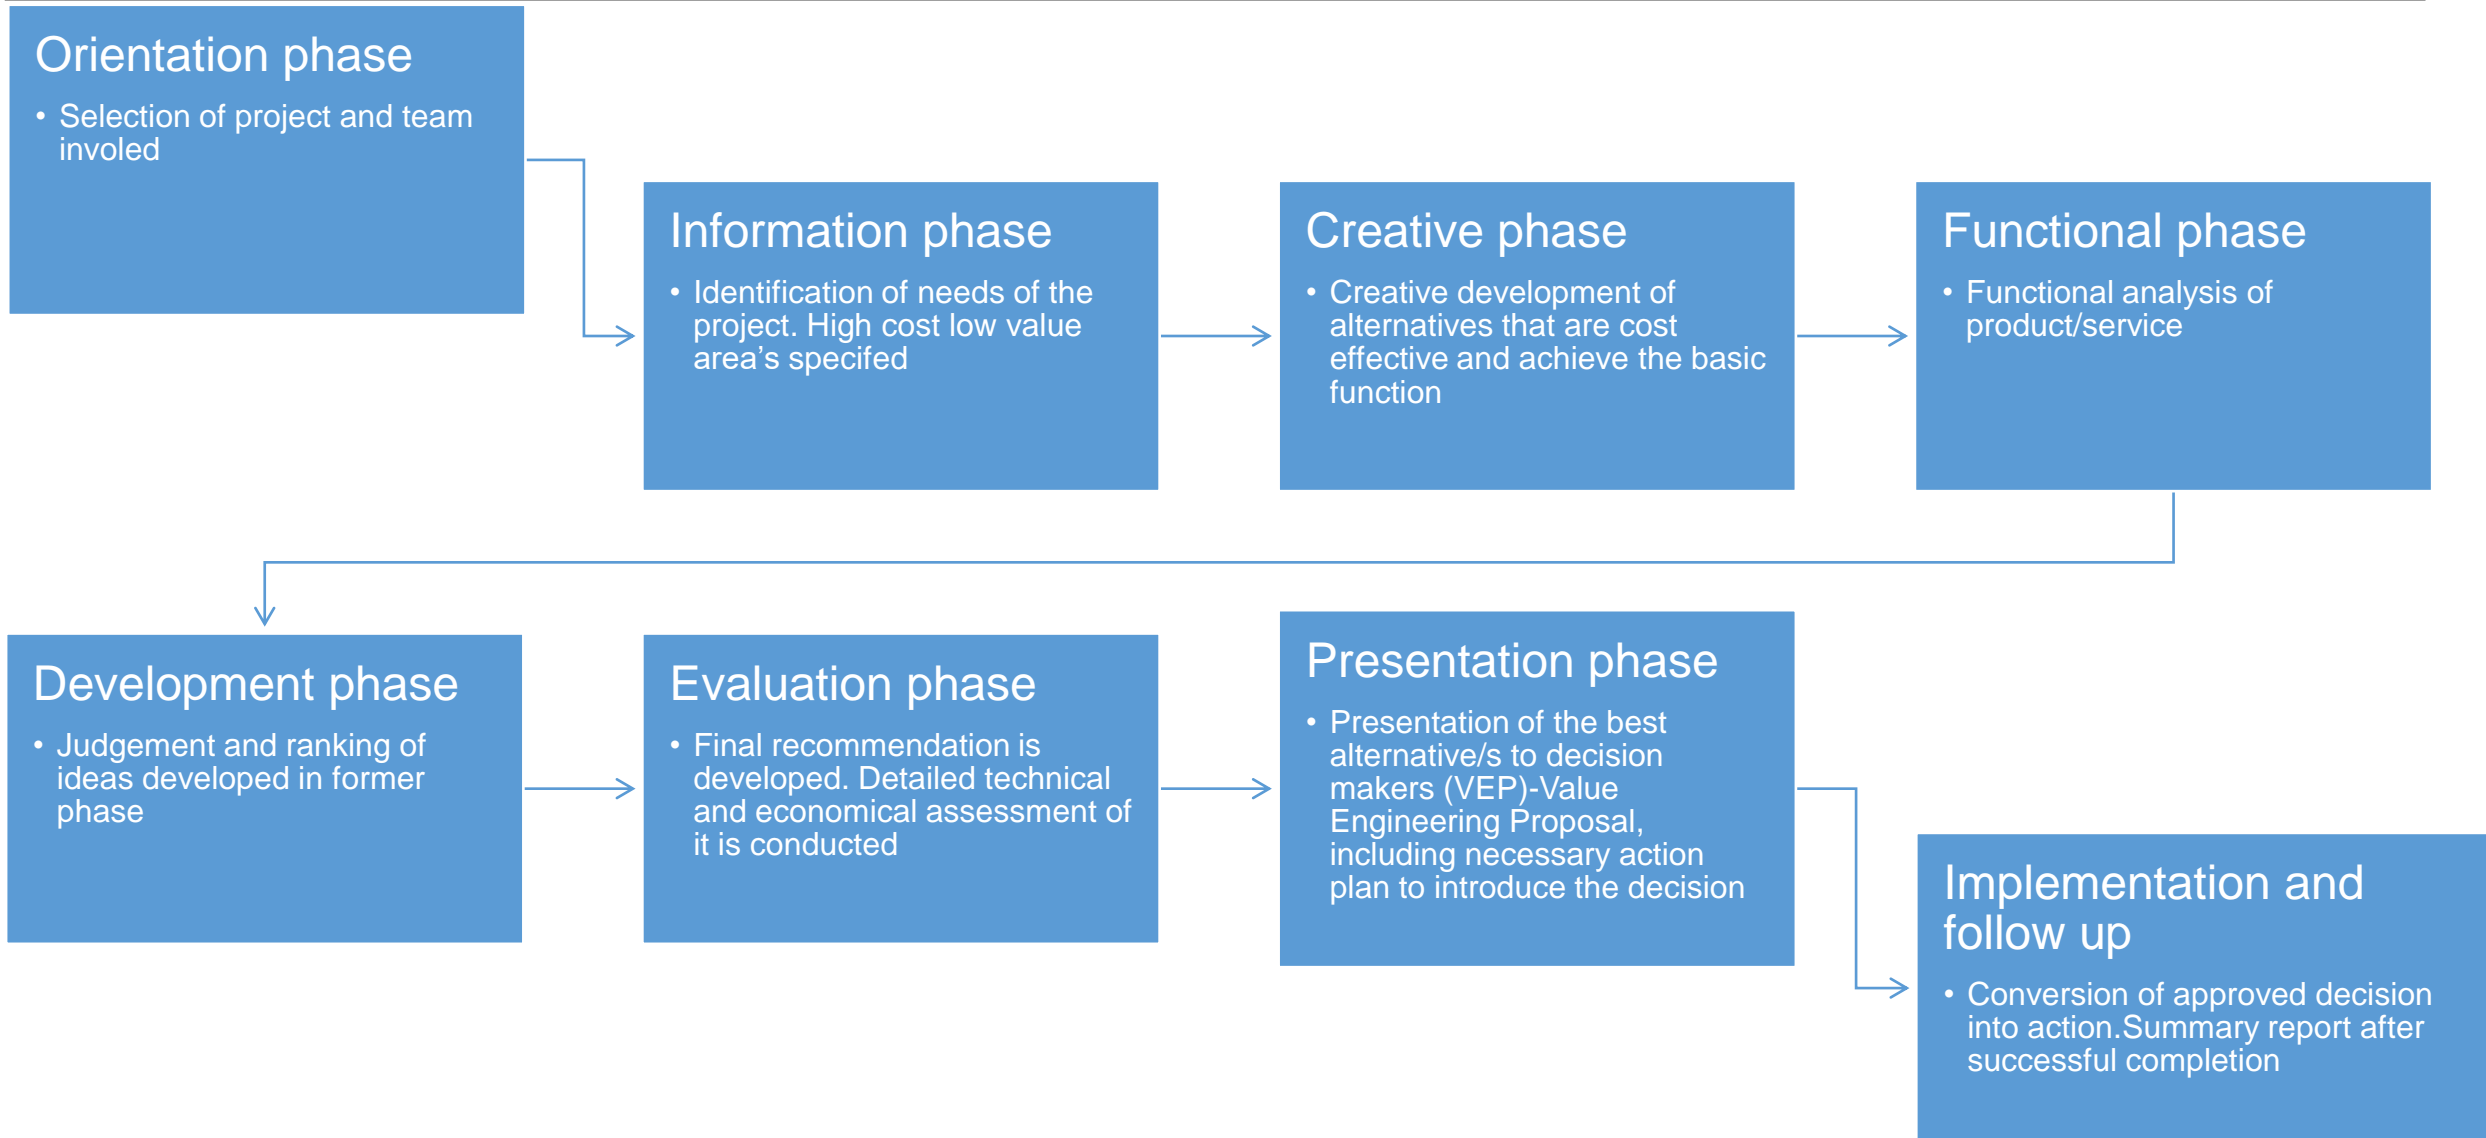 Orientation phase
• Selection of project and team
involed
Information phase
• Identification of needs of the
project. High cost low value
area’s specifed
Creative phase
• Creative development of
alternatives that are cost
effective and achieve the basic
function
Functional phase
• Functional analysis of
product/service
Development phase
• Judgement and ranking of
ideas developed in former
phase
Evaluation phase
• Final recommendation is
developed. Detailed technical
and economical assessment of
it is conducted
Presentation phase
• Presentation of the best
alternative/s to decision
makers (VEP)-Value
Engineering Proposal,
including necessary action
plan to introduce the decision
Implementation and
follow up
• Conversion of approved decision
into action.Summary report after
successful completion